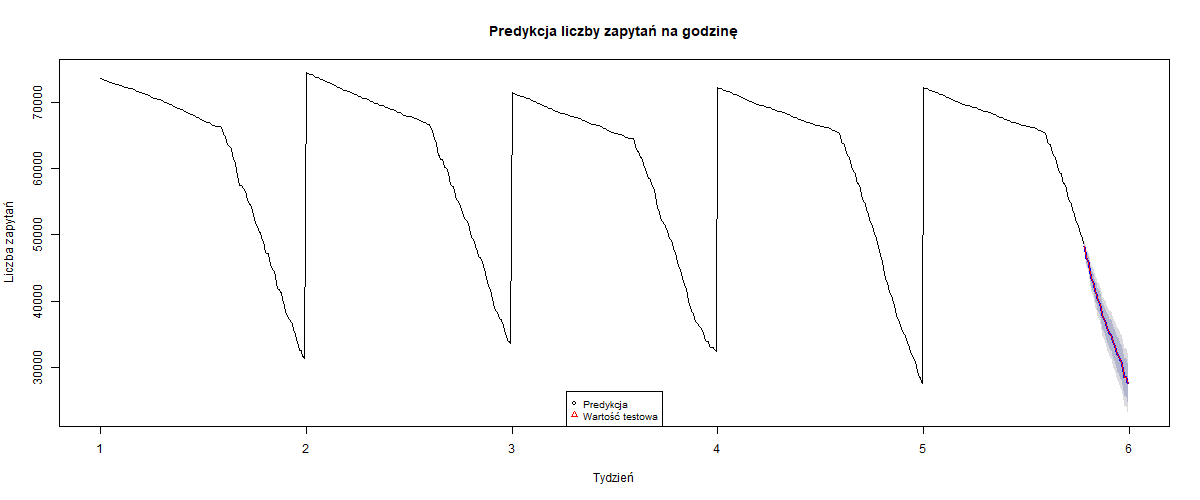 Predykcja liczby zapytań na godzinę
Liczba zapytań
70000
60000
50000
40000
30000
Predykcja
Wartość testowa
1 2 3 4 5 6
Tydzień